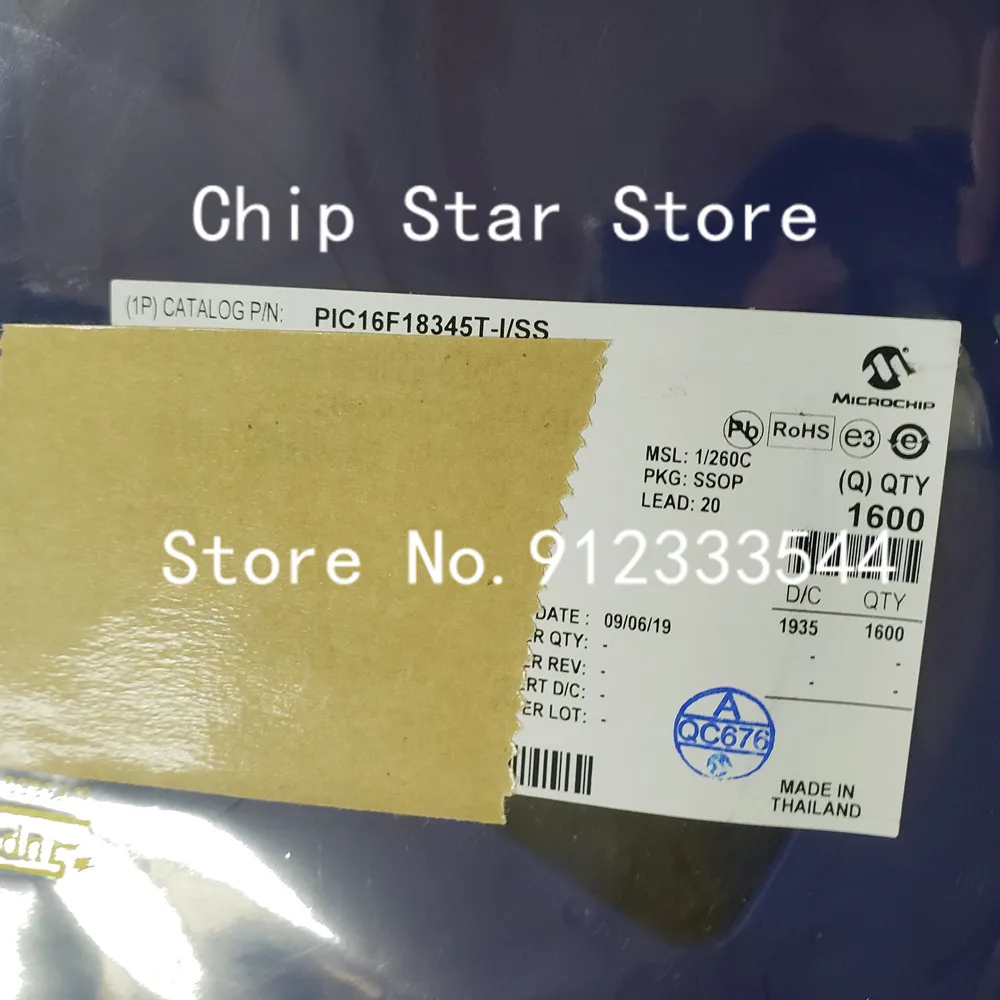 Chip Star Store
(1P) CATALOG P/N: PIC16F18345T-I/SS
MICROCHIP
Pb RoHS e3 e
MSL: 1/260C
PKG: SSOP
LEAD: 20
(Q) QTY
1600
Store No. 912333544
D/C QTY
1935 1600
- -
- -
DATE : 09/06/19
ER QTY: -
ER REV: -
ERT D/C: -
ER LOT: -
A
QC676
MADE IN
THAILAND